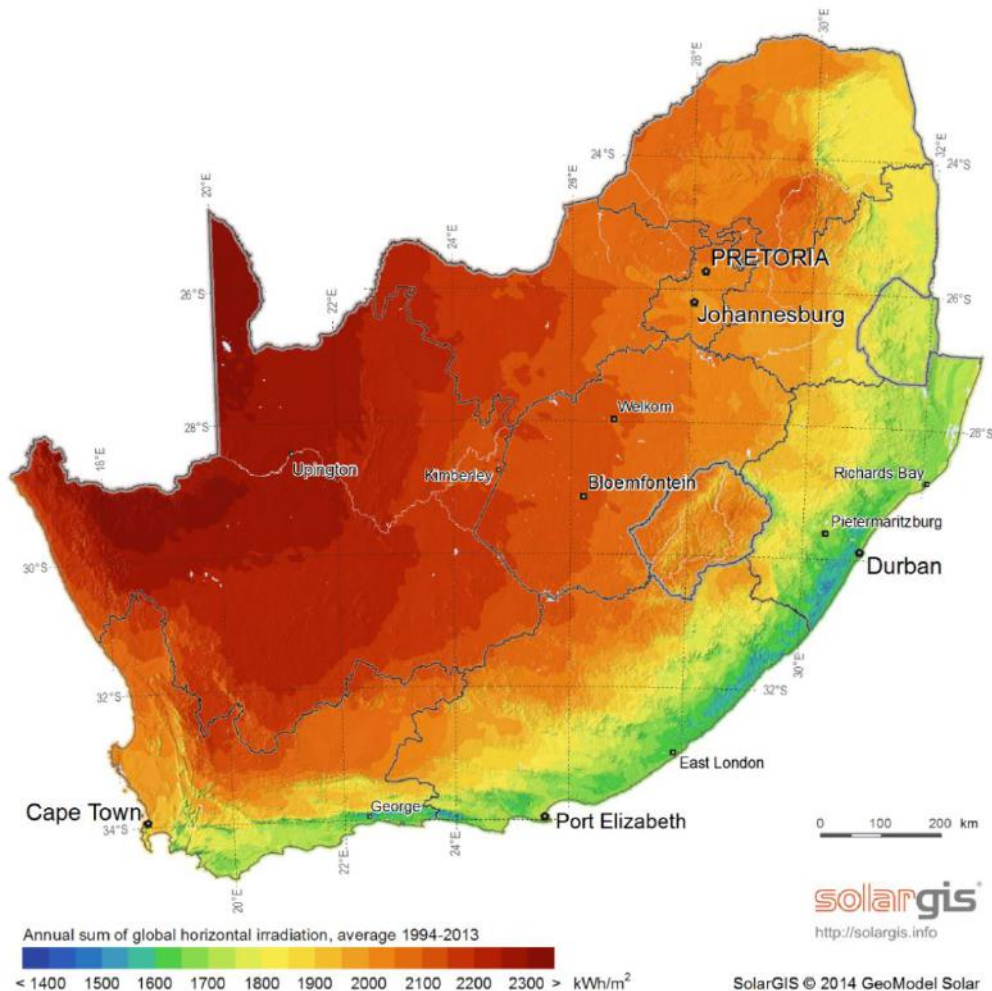 30°E
28°E
32°E
24°S
24°S
26°E
20°E
24°E
PRETORIA
22°E
26°S
26°S
Johannesburg
Welkom
28°S
28°S
18°E
Upington
Kimberley
Bloemfontein
Richards Bay
Pietermaritzburg
Durban
30°S
30°E
32°S
32°S
East London
George
Cape Town
Port Elizabeth
34°S
24°E
22°E
20°E
0 100 200 km
solargis
http://solargis.info
Annual sum of global horizontal irradiation, average 1994-2013
< 1400 1500 1600 1700 1800 1900 2000 2100 2200 2300 > kWh/m²
SolarGIS © 2014 GeoModel Solar